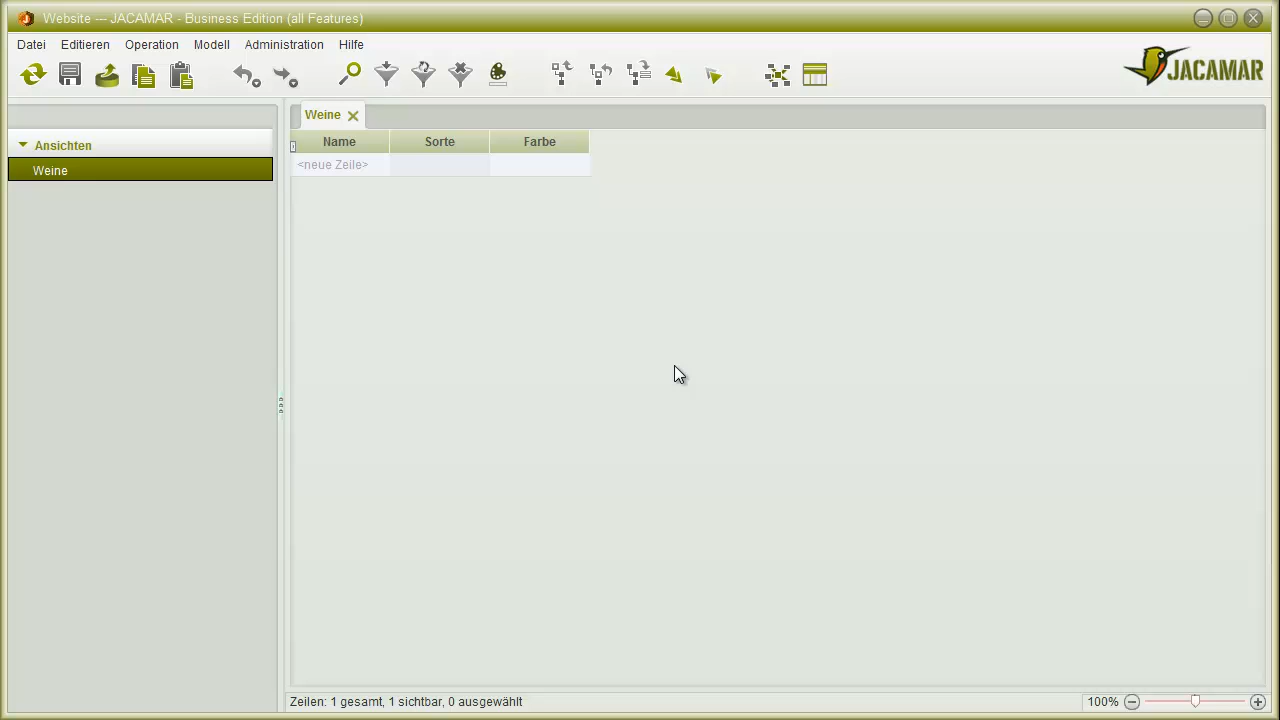 Website --- JACAMAR - Business Edition (all Features)
Datei Editieren Operation Modell Administration Hilfe
JACAMAR
Ansichten
Weine
Weine
Name Sorte Farbe
<neue Zeile>
Zeilen: 1 gesamt, 1 sichtbar, 0 ausgewählt
100%